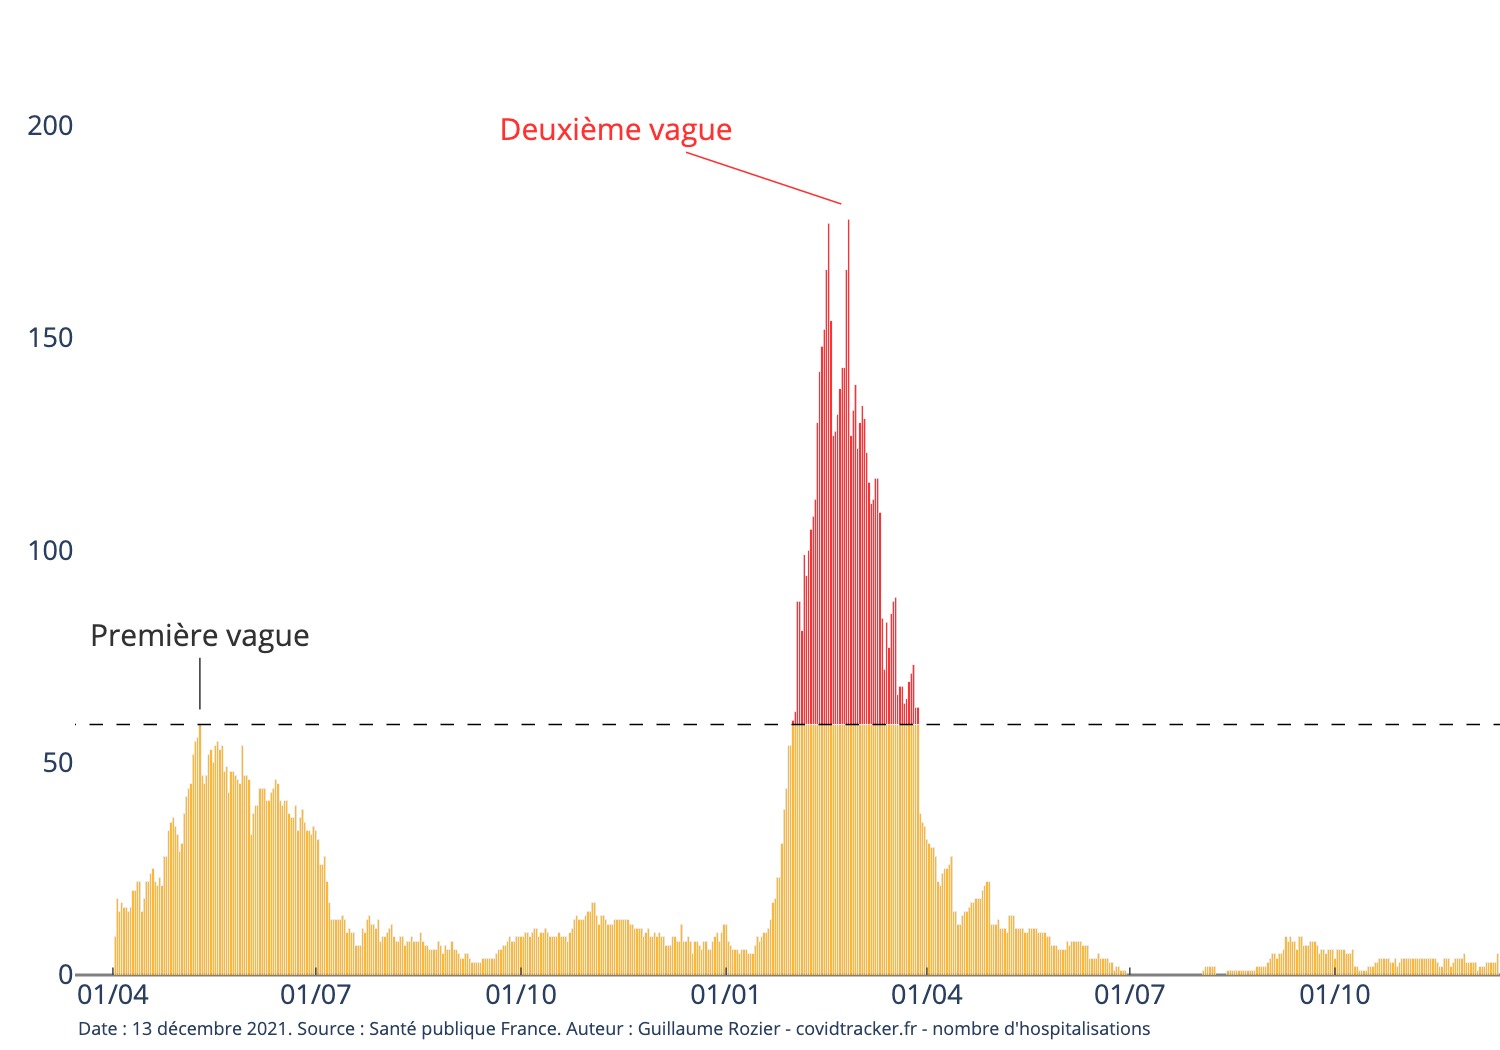 200
Deuxième vague
150
100
Première vague
50
0
01/04 01/07 01/10 01/01 01/04 01/07 01/10
Date : 13 décembre 2021. Source : Santé publique France. Auteur : Guillaume Rozier - covidtracker.fr - nombre d'hospitalisations